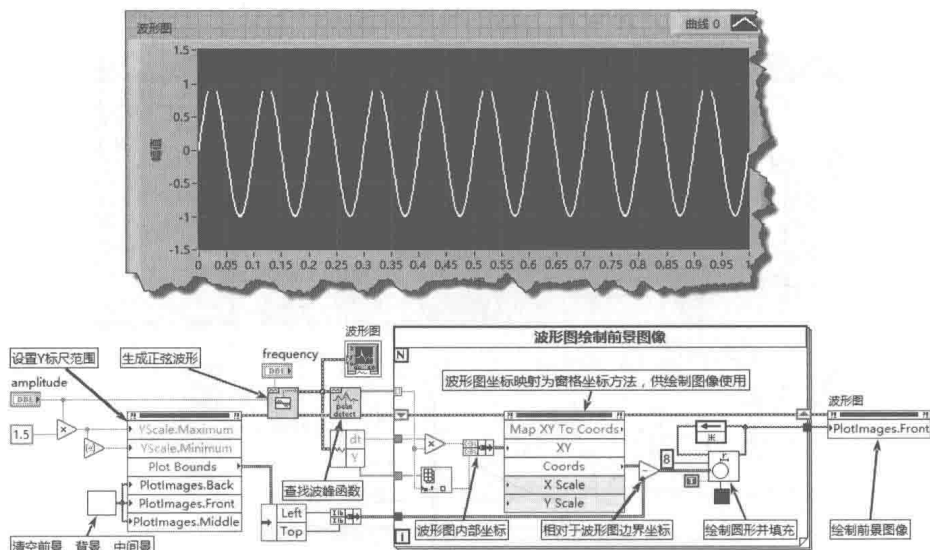 波形图
曲线 0
幅值
1.5
1
0.5
0
-0.5
-1
-1.5
0 0.05 0.1 0.15 0.2 0.25 0.3 0.35 0.4 0.45 0.5 0.55 0.6 0.65 0.7 0.75 0.8 0.85 0.9 0.95 1
波形图
波形图绘制前景图像
设置Y标尺范围
生成正弦波形
frequency
DBL
N
波形图坐标映射为窗格坐标方法，供绘制图像使用
amplitude
DBL
peak
detect
波形图
1.5
YScale.Maximum
YScale.Minimum
Plot Bounds
PlotImages.Back
PlotImages.Front
PlotImages.Middle
dt
Y
Map XY To Coords
XY
Coords
X Scale
Y Scale
8
T
PlotImages.Front
查找波峰函数
Left
Top
波形图内部坐标
相对于波形图边界坐标
绘制圆形并填充
绘制前景图像
清空前景、背景、中间景
i